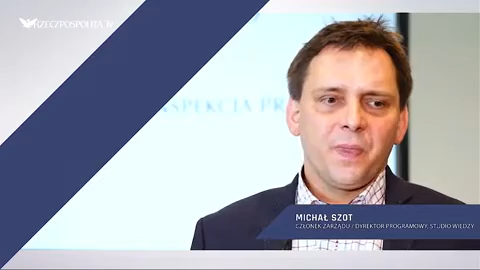 RZECZPOSPOLITA TV
SPEKCJA PR
MICHAŁ SZOT
CZŁONEK ZARZĄDU / DYREKTOR PROGRAMOWY, STUDIO WIEDZY